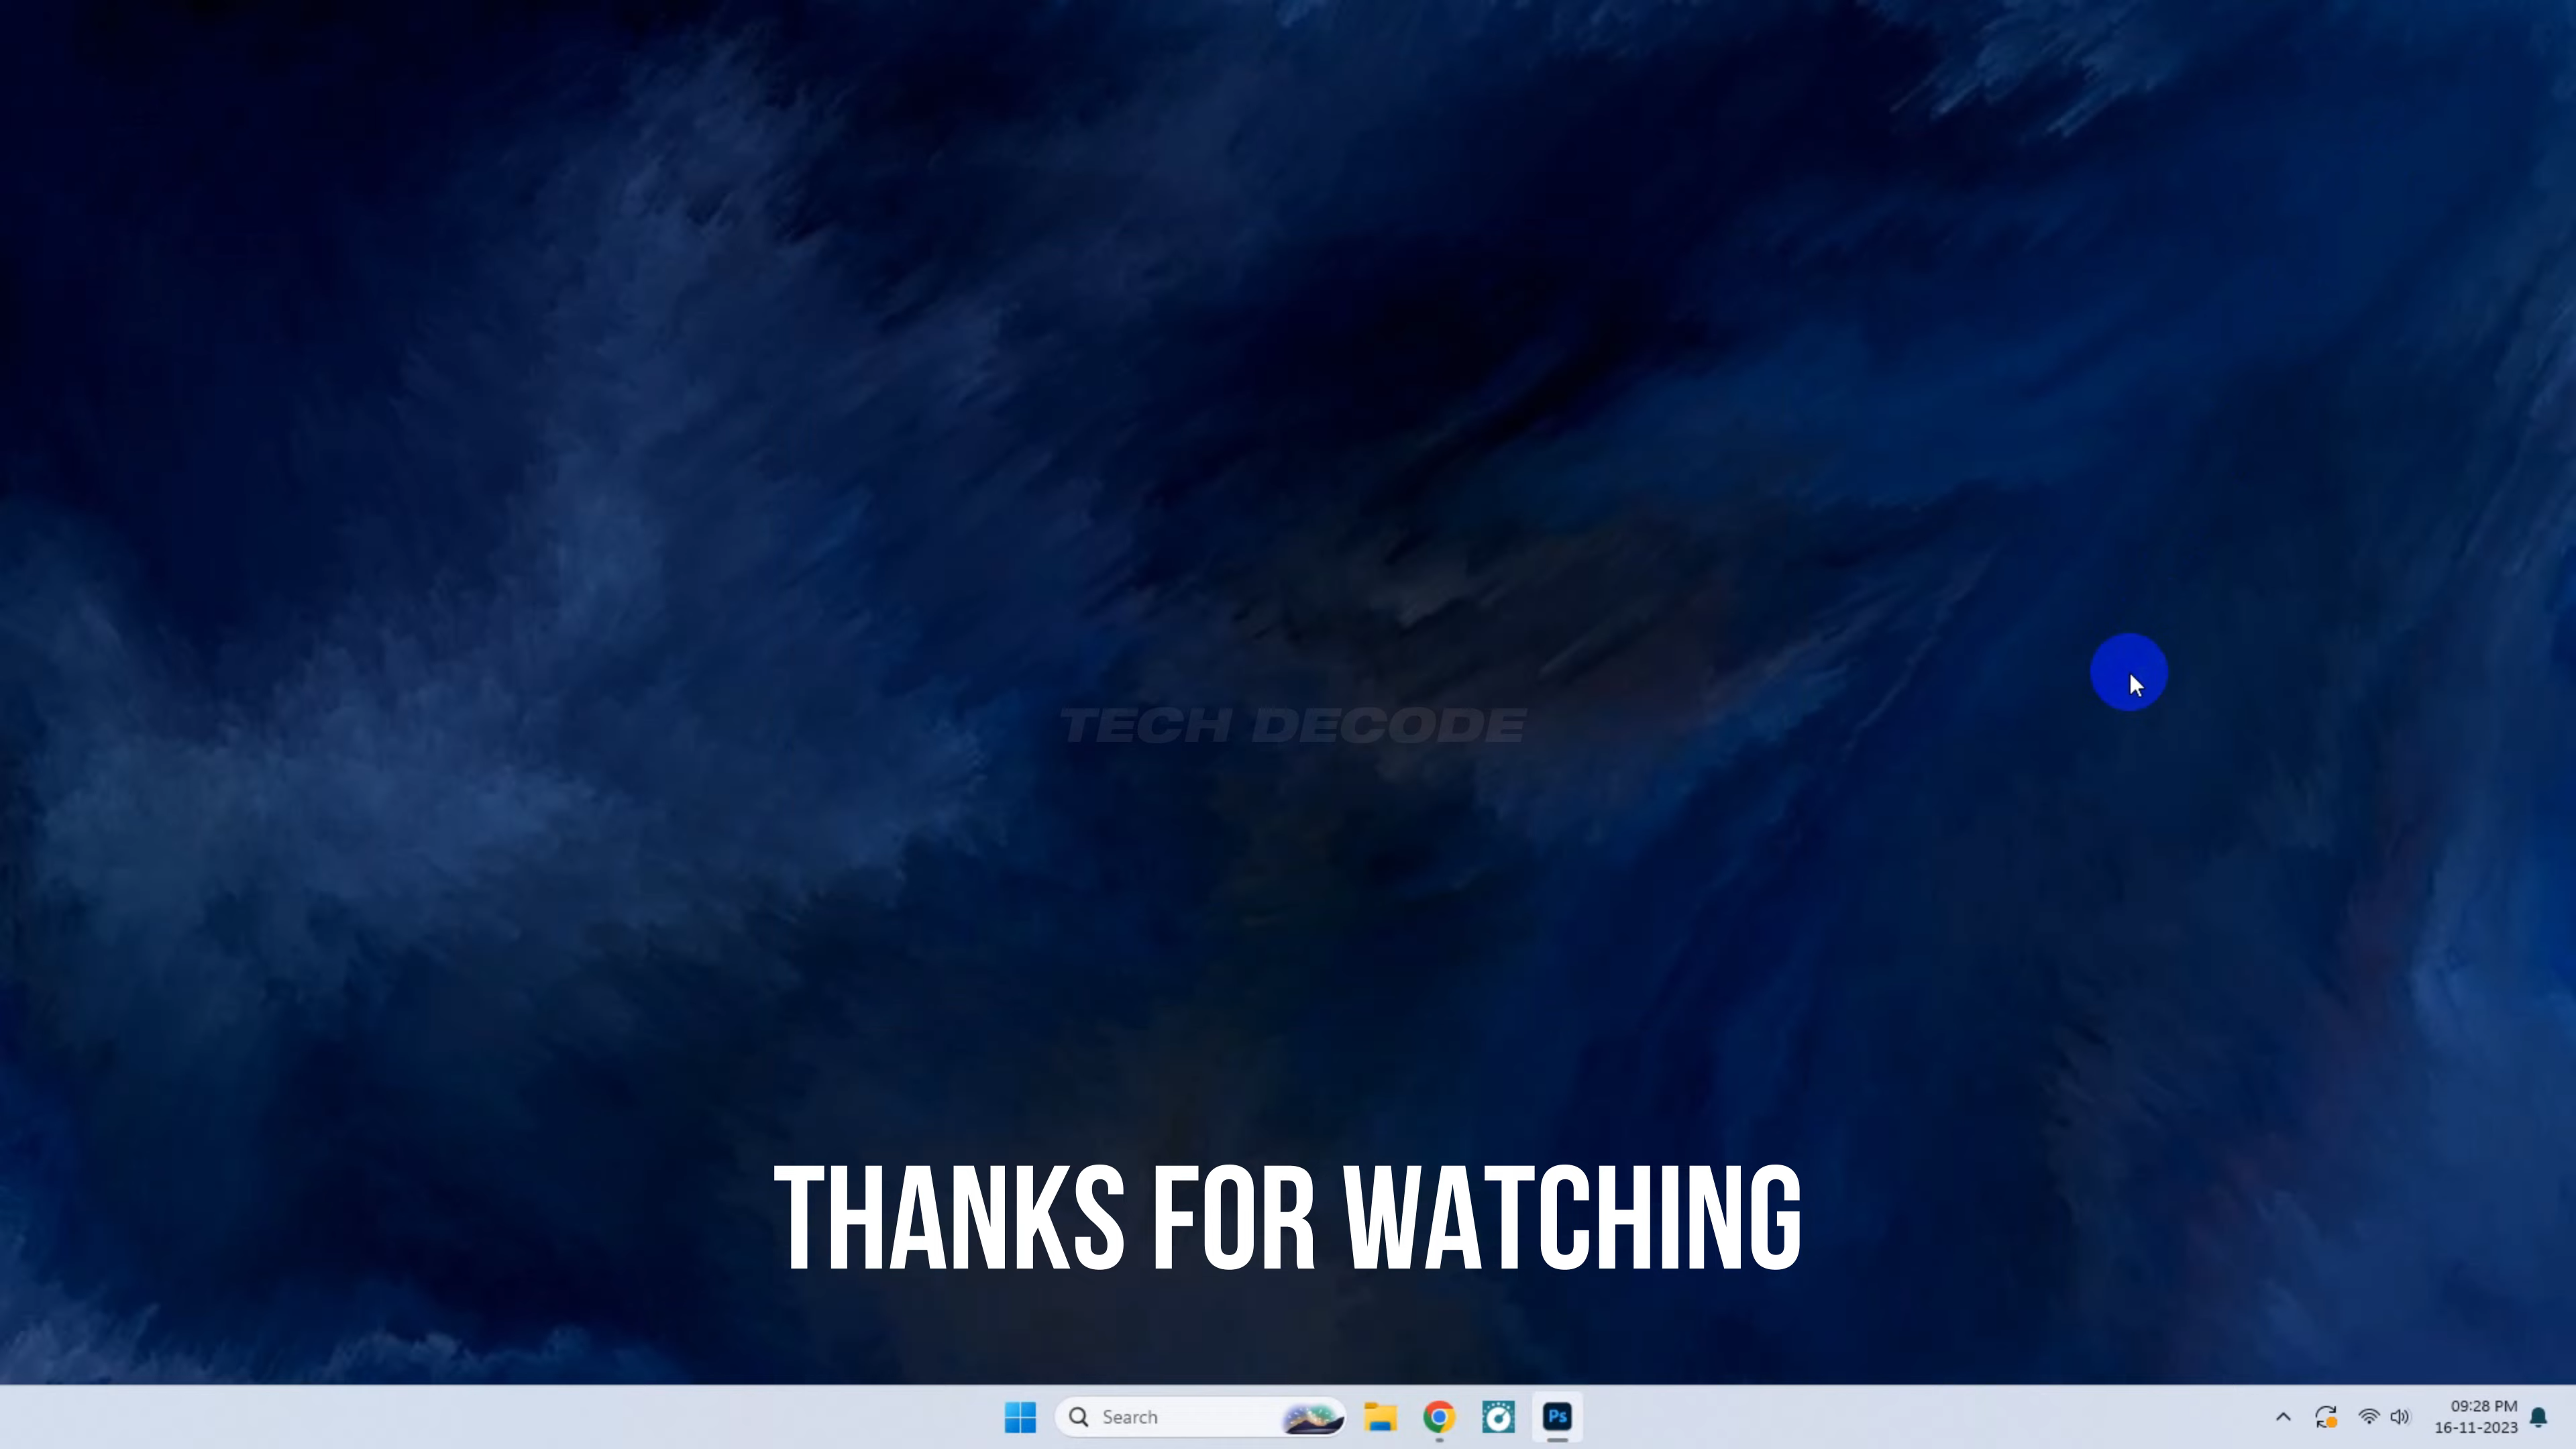 TECH DECODE
THANKS FOR WATCHING
Search
Ps
09:28 PM
16-11-2023